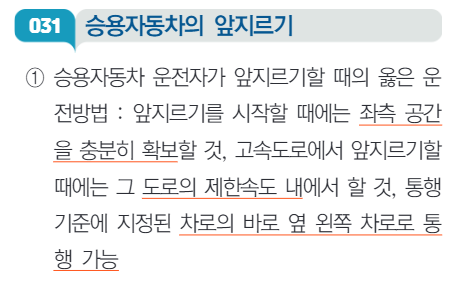 031 승용자동차의 앞지르기
① 승용자동차 운전자가 앞지르기할 때의 옳은 운
전방법 : 앞지르기를 시작할 때에는 좌측 공간
을 충분히 확보할 것, 고속도로에서 앞지르기할
때에는 그 도로의 제한속도 내에서 할 것, 통행
기준에 지정된 차로의 바로 옆 왼쪽 차로로 통
행 가능